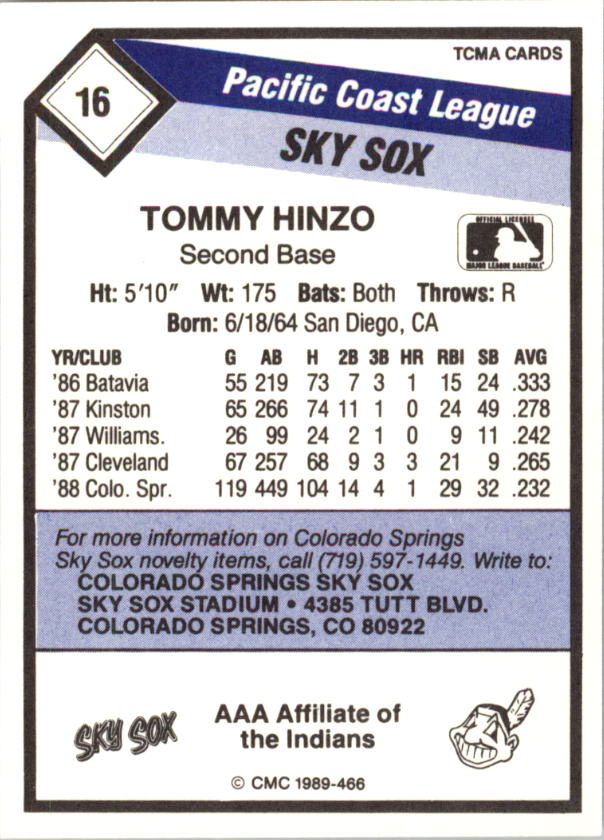 TCMA CARDS
16
Pacific Coast League
SKY SOX
TOMMY HINZO
Second Base
OFFICIAL LICENSEE
MAJOR LEAGUE BASEBALL
Ht: 5'10" Wt: 175 Bats: Both Throws: R
Born: 6/18/64 San Diego, CA
YR/CLUB G AB H 2B 3B HR RBI SB AVG
'86 Batavia 55 219 73 7 3 1 15 24 .333
'87 Kinston 65 266 74 11 1 0 24 49 .278
'87 Williams. 26 99 24 2 1 0 9 11 .242
'87 Cleveland 67 257 68 9 3 3 21 9 .265
'88 Colo. Spr. 119 449 104 14 4 1 29 32 .232
For more information on Colorado Springs
Sky Sox novelty items, call (719) 597-1449. Write to:
COLORADO SPRINGS SKY SOX
SKY SOX STADIUM • 4385 TUTT BLVD.
COLORADO SPRINGS, CO 80922
SKY SOX
AAA Affiliate of
the Indians
© CMC 1989-466